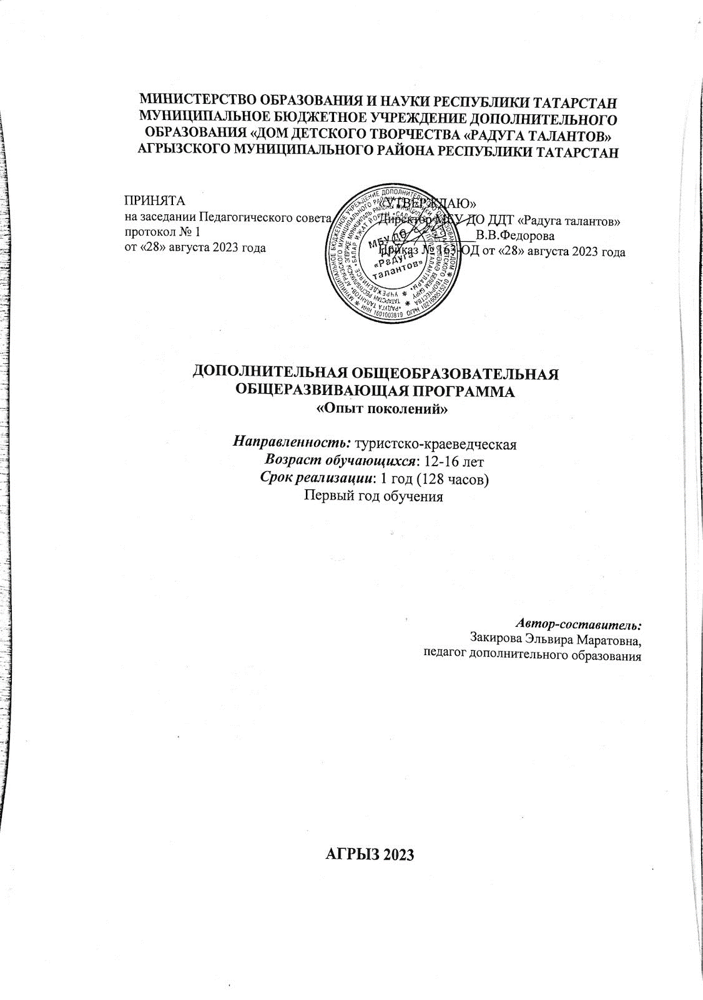 МИНИСТЕРСТВО ОБРАЗОВАНИЯ И НАУКИ РЕСПУБЛИКИ ТАТАРСТАН
МУНИЦИПАЛЬНОЕ БЮДЖЕТНОЕ УЧРЕЖДЕНИЕ ДОПОЛНИТЕЛЬНОГО
ОБРАЗОВАНИЯ «ДОМ ДЕТСКОГО ТВОРЧЕСТВА «РАДУГА ТАЛАНТОВ»
АГРЫЗСКОГО МУНИЦИПАЛЬНОГО РАЙОНА РЕСПУБЛИКИ ТАТАРСТАН
ПРИНЯТА
на заседании Педагогического совета
протокол № 1
от «28» августа 2023 года
«УТВЕРЖДАЮ»
Директор МБУ ДО ДДТ «Радуга талантов»
В.В.Федорова
Приказ № 163-ОД от «28» августа 2023 года
МБУ ДО
ДДТ
«Радуга
талантов»
ИНН 1601003819
ДОПОЛНИТЕЛЬНАЯ ОБЩЕОБРАЗОВАТЕЛЬНАЯ
ОБЩЕРАЗВИВАЮЩАЯ ПРОГРАММА
«Опыт поколений»
Направленность: туристско-краеведческая
Возраст обучающихся: 12-16 лет
Срок реализации: 1 год (128 часов)
Первый год обучения
Автор-составитель:
Закирова Эльвира Маратовна,
педагог дополнительного образования
АГРЫЗ 2023